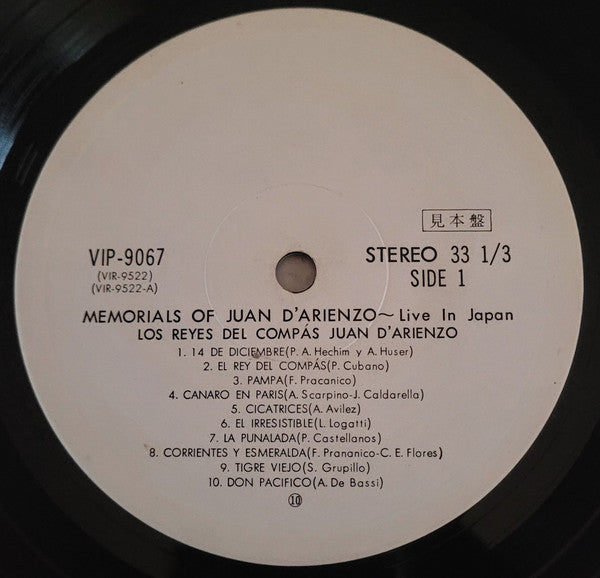 見本盤
VIP-9067
(VIR-9522)
(VIR-9522-A)
STEREO 33 1/3
SIDE 1
MEMORIALS OF JUAN D'ARIENZO~Live In Japan
LOS REYES DEL COMPÁS JUAN D'ARIENZO
1. 14 DE DICIEMBRE(P. A. Hechim y A. Huser)
2. EL REY DEL COMPÁS(P. Cubano)
3. PAMPA(F. Pracanico)
4. CANARO EN PARIS(A. Scarpino-J. Caldarella)
5. CICATRICES(A. Avilez)
6. EL IRRESISTIBLE(L. Logatti)
7. LA PUNALADA(P. Castellanos)
8. CORRIENTES Y ESMERALDA(F. Prananico-C. E. Flores)
9. TIGRE VIEJO(S. Grupillo)
10. DON PACIFICO(A. De Bassi)
⑩